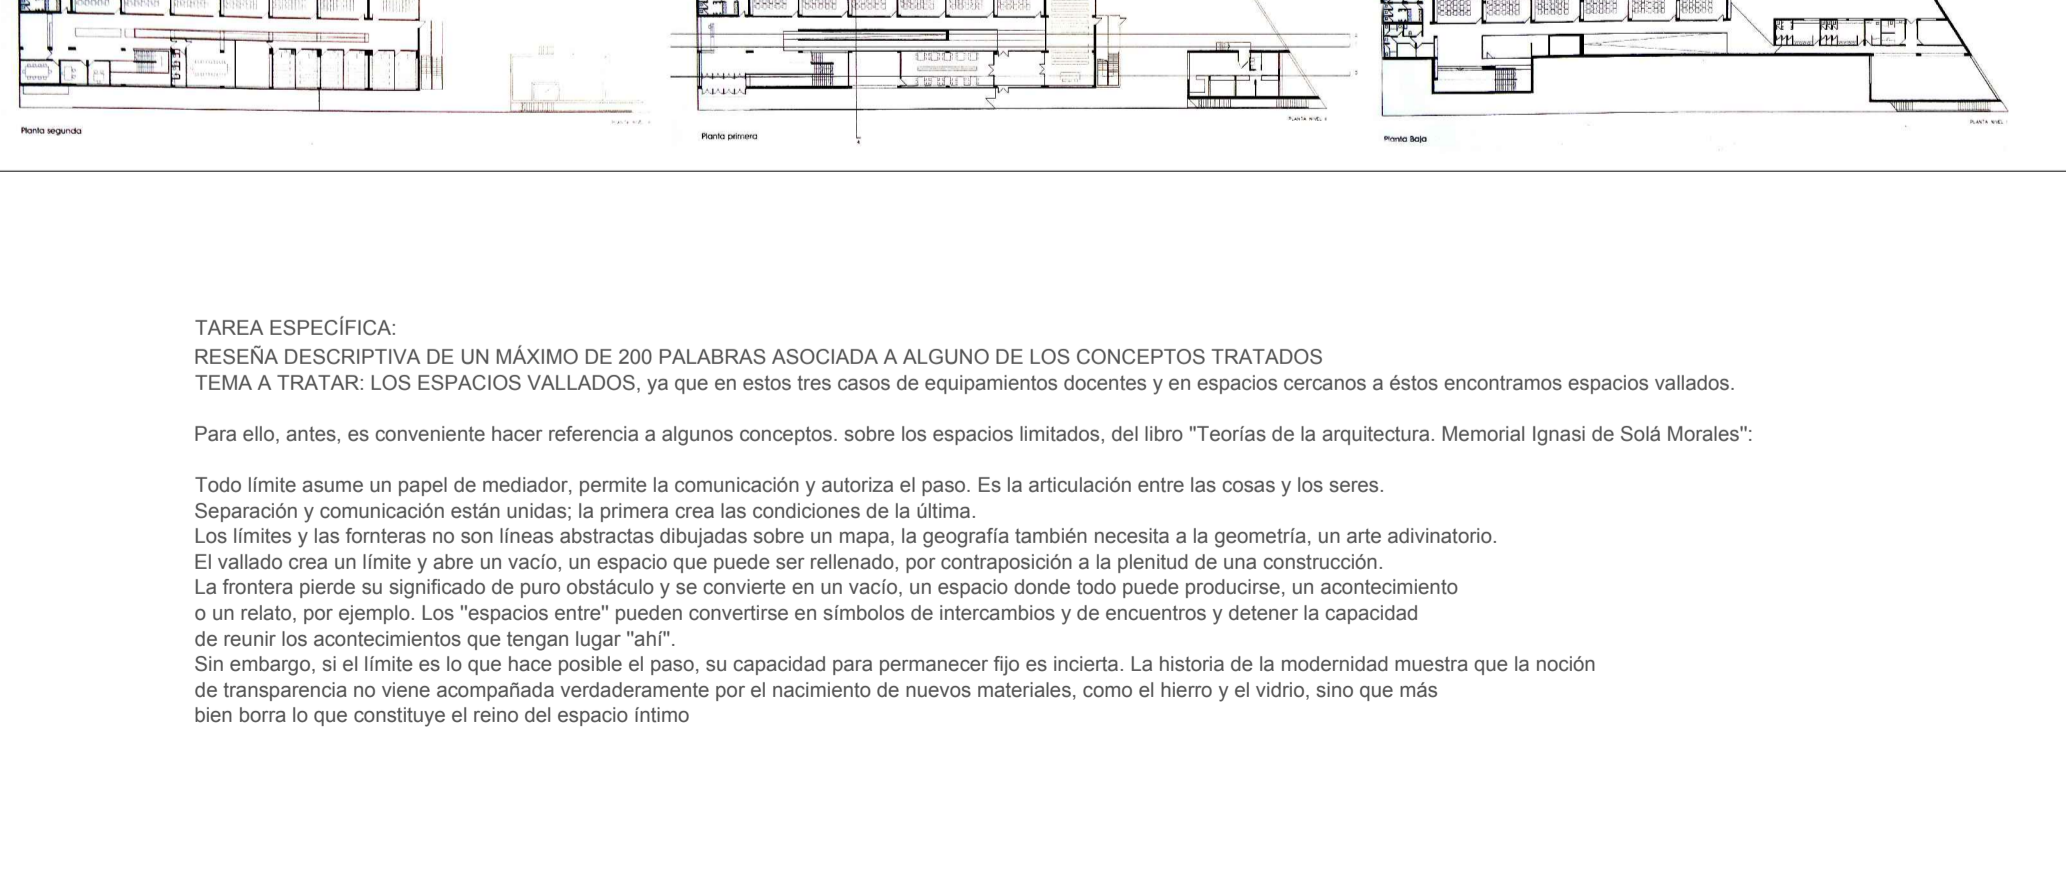 Planta segunda
PLANTA NIVEL
Planta primera
PLANTA NIVEL
Planta Baja
PLANTA NIVEL 1
TAREA ESPECÍFICA:
RESEÑA DESCRIPTIVA DE UN MÁXIMO DE 200 PALABRAS ASOCIADA A ALGUNO DE LOS CONCEPTOS TRATADOS
TEMA A TRATAR: LOS ESPACIOS VALLADOS, ya que en estos tres casos de equipamientos docentes y en espacios cercanos a éstos encontramos espacios vallados.
Para ello, antes, es conveniente hacer referencia a algunos conceptos. sobre los espacios limitados, del libro "Teorías de la arquitectura. Memorial Ignasi de Solá Morales":
Todo límite asume un papel de mediador, permite la comunicación y autoriza el paso. Es la articulación entre las cosas y los seres.
Separación y comunicación están unidas; la primera crea las condiciones de la última.
Los límites y las fornteras no son líneas abstractas dibujadas sobre un mapa, la geografía también necesita a la geometría, un arte adivinatorio.
El vallado crea un límite y abre un vacío, un espacio que puede ser rellenado, por contraposición a la plenitud de una construcción.
La frontera pierde su significado de puro obstáculo y se convierte en un vacío, un espacio donde todo puede producirse, un acontecimiento
o un relato, por ejemplo. Los "espacios entre" pueden convertirse en símbolos de intercambios y de encuentros y detener la capacidad
de reunir los acontecimientos que tengan lugar "ahí".
Sin embargo, si el límite es lo que hace posible el paso, su capacidad para permanecer fijo es incierta. La historia de la modernidad muestra que la noción
de transparencia no viene acompañada verdaderamente por el nacimiento de nuevos materiales, como el hierro y el vidrio, sino que más
bien borra lo que constituye el reino del espacio íntimo